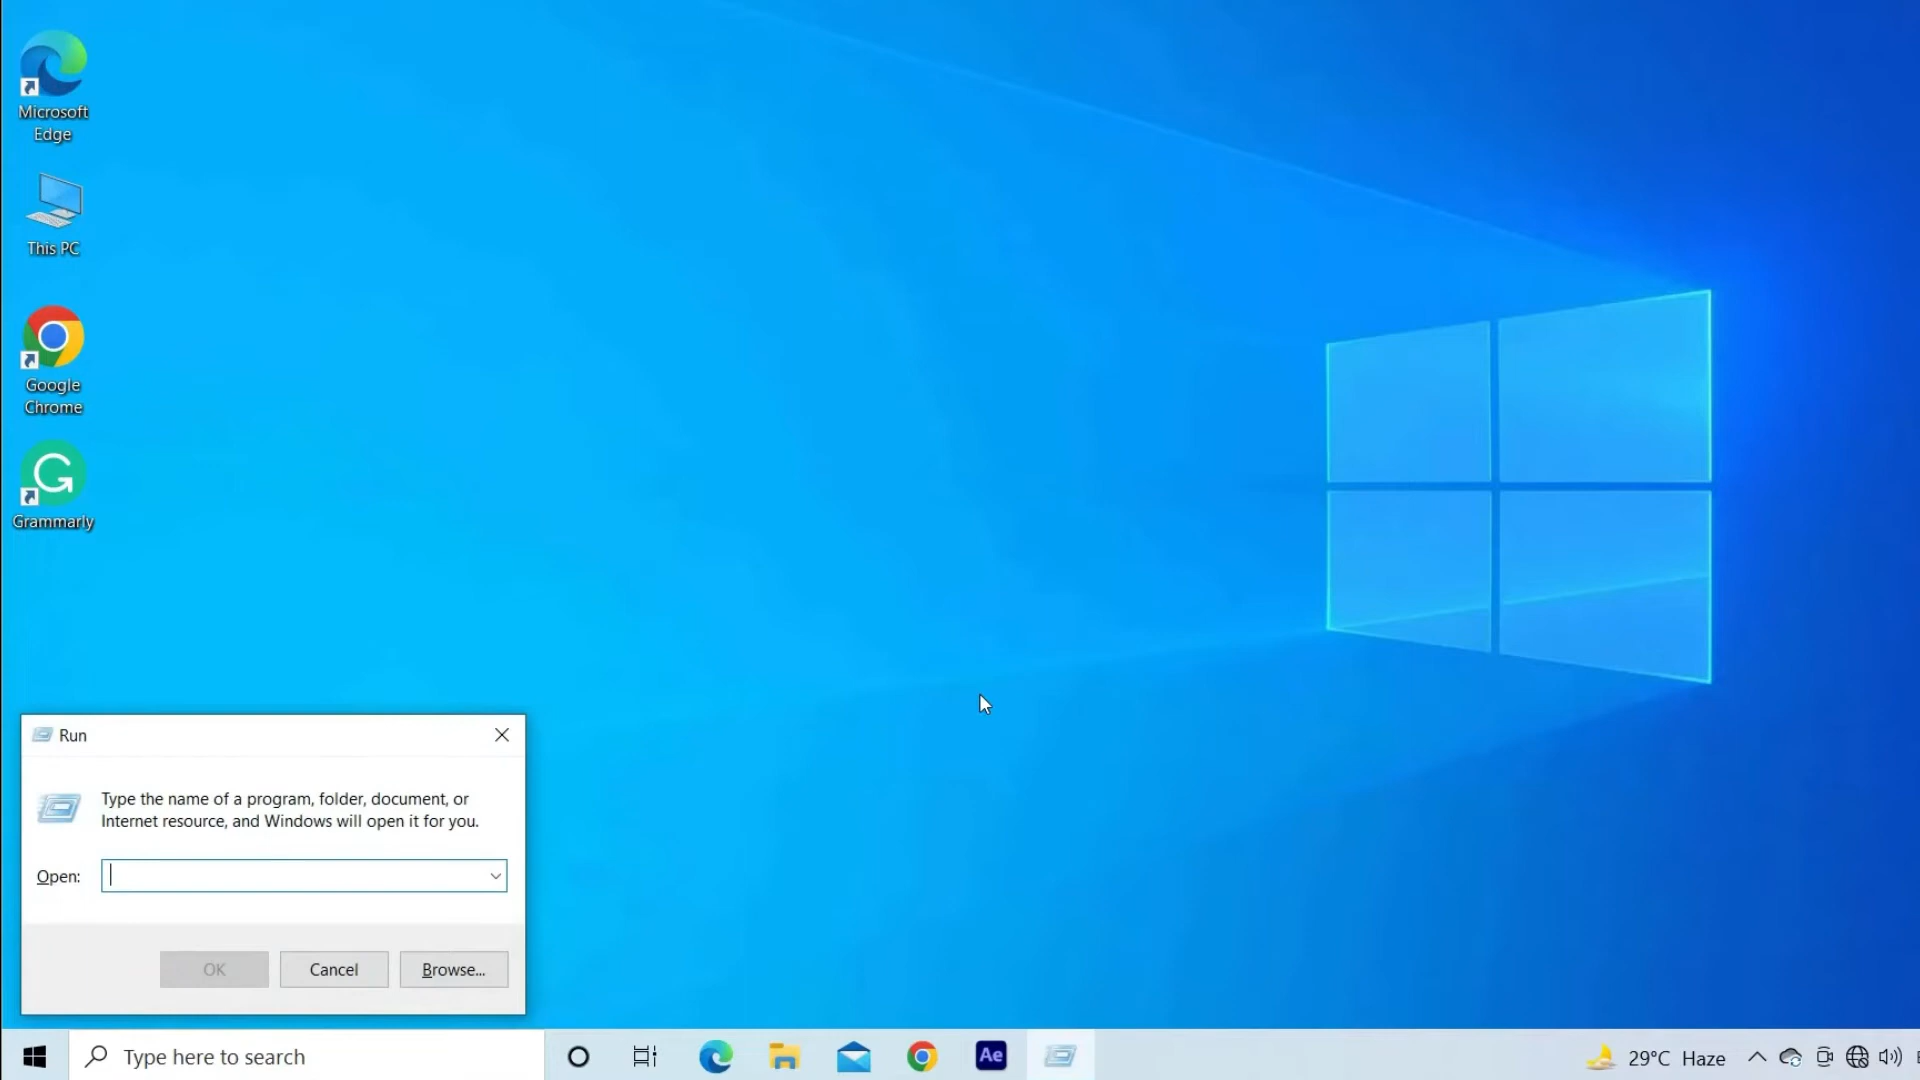 Microsoft
Edge
This PC
Google
Chrome
Grammarly
Run
Type the name of a program, folder, document, or
Internet resource, and Windows will open it for you.
Open:
OK
Cancel
Browse...
Type here to search
Ae
29°C Haze